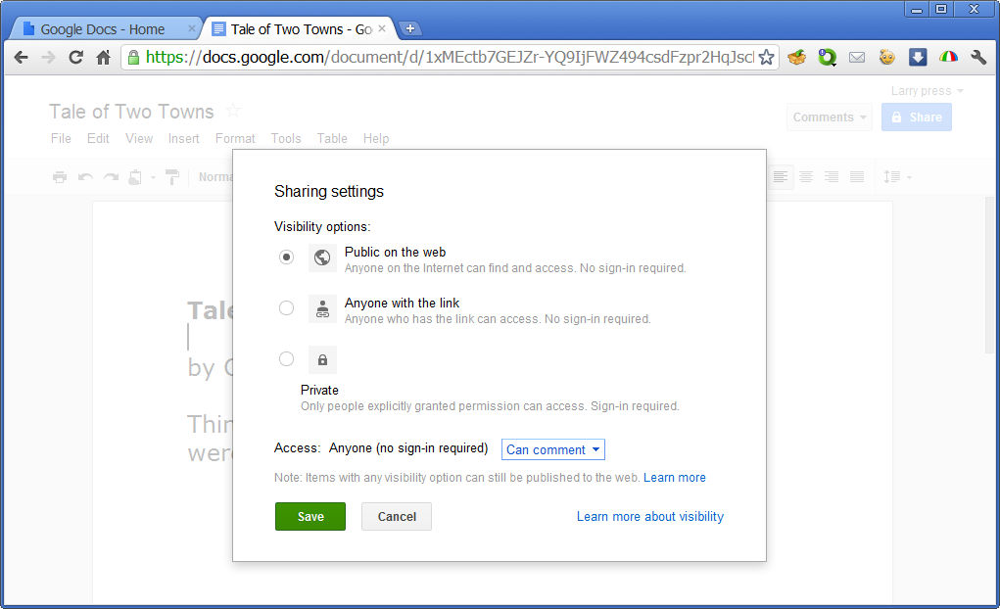 Google Docs - Home
Tale of Two Towns - Go
https://docs.google.com/document/d/1xMEctb7GEJZr-YQ9IjFWZ494csdFzpr2HqJscl
Larry press
Tale of Two Towns
Comments
Share
File Edit View Insert Format Tools Table Help
Norma
Sharing settings
Visibility options:
Public on the web
Anyone on the Internet can find and access. No sign-in required.
Anyone with the link
Anyone who has the link can access. No sign-in required.
Private
Only people explicitly granted permission can access. Sign-in required.
Access: Anyone (no sign-in required) Can comment
Note: Items with any visibility option can still be published to the web. Learn more
Save Cancel Learn more about visibility
Tale
by
Thin
were